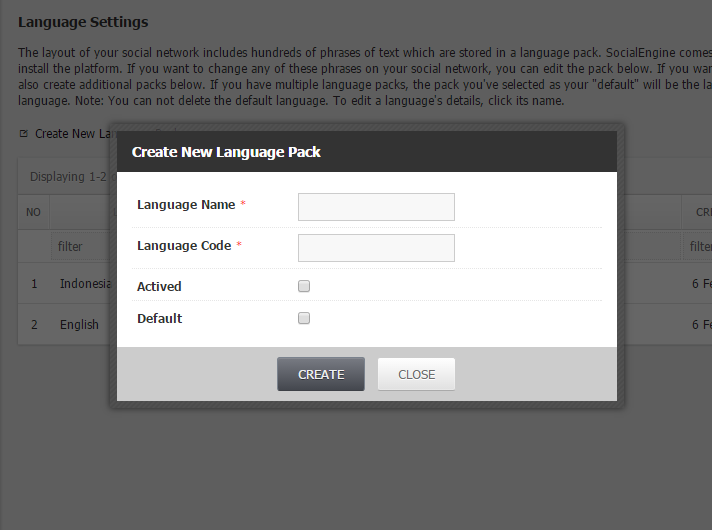 Language Settings
The layout of your social network includes hundreds of phrases of text which are stored in a language pack. SocialEngine comes
install the platform. If you want to change any of these phrases on your social network, you can edit the pack below. If you wan
also create additional packs below. If you have multiple language packs, the pack you've selected as your "default" will be the la
language. Note: You can not delete the default language. To edit a language's details, click its name.
Create New
Create New Language Pack
Displaying 1-2
Language Name *
NO
CRE
Language Code *
filter
filter
Actived
1 Indonesia
6 Fe
Default
2 English
6 Fe
CREATE CLOSE